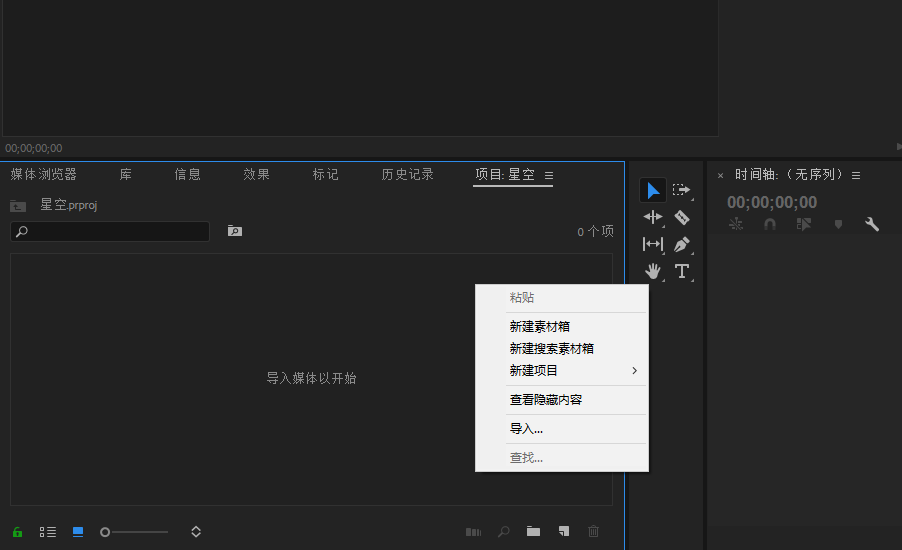 00;00;00;00
媒体浏览器 库 信息 效果 标记 历史记录 项目: 星空
× 时间轴:（无序列）
星空.prproj
00;00;00;00
0 个项
粘贴
新建素材箱
新建搜索素材箱
新建项目
导入媒体以开始
查看隐藏内容
导入...
查找...